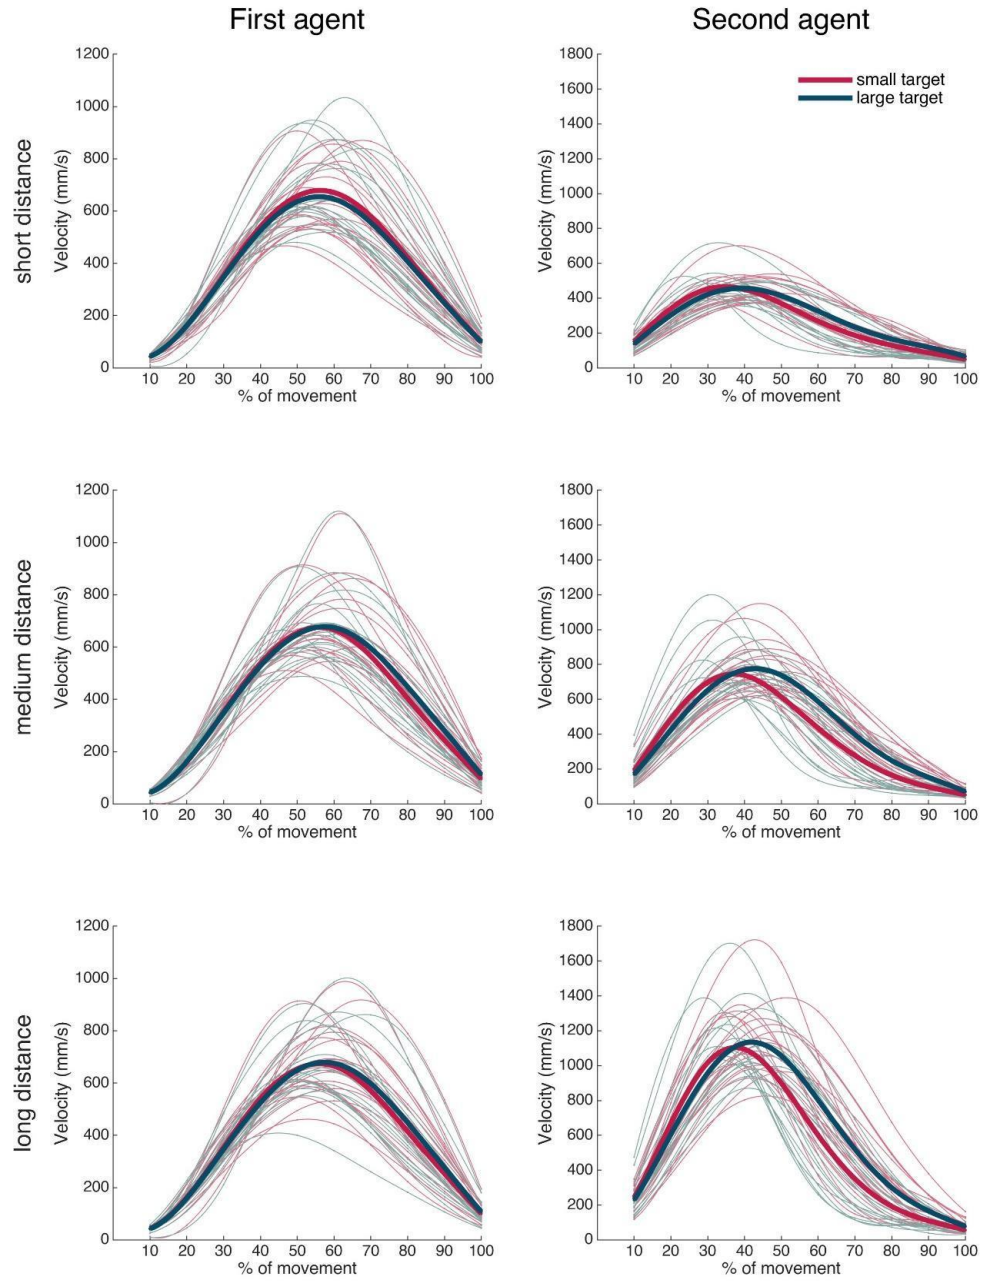 First agent
Second agent
short distance
Velocity (mm/s)
1200
1000
800
600
400
200
0
10 20 30 40 50 60 70 80 90 100
% of movement
Velocity (mm/s)
1800
1600
1400
1200
1000
800
600
400
200
0
10 20 30 40 50 60 70 80 90 100
% of movement
small target
large target
medium distance
Velocity (mm/s)
1200
1000
800
600
400
200
0
10 20 30 40 50 60 70 80 90 100
% of movement
Velocity (mm/s)
1800
1600
1400
1200
1000
800
600
400
200
0
10 20 30 40 50 60 70 80 90 100
% of movement
long distance
Velocity (mm/s)
1200
1000
800
600
400
200
0
10 20 30 40 50 60 70 80 90 100
% of movement
Velocity (mm/s)
1800
1600
1400
1200
1000
800
600
400
200
0
10 20 30 40 50 60 70 80 90 100
% of movement